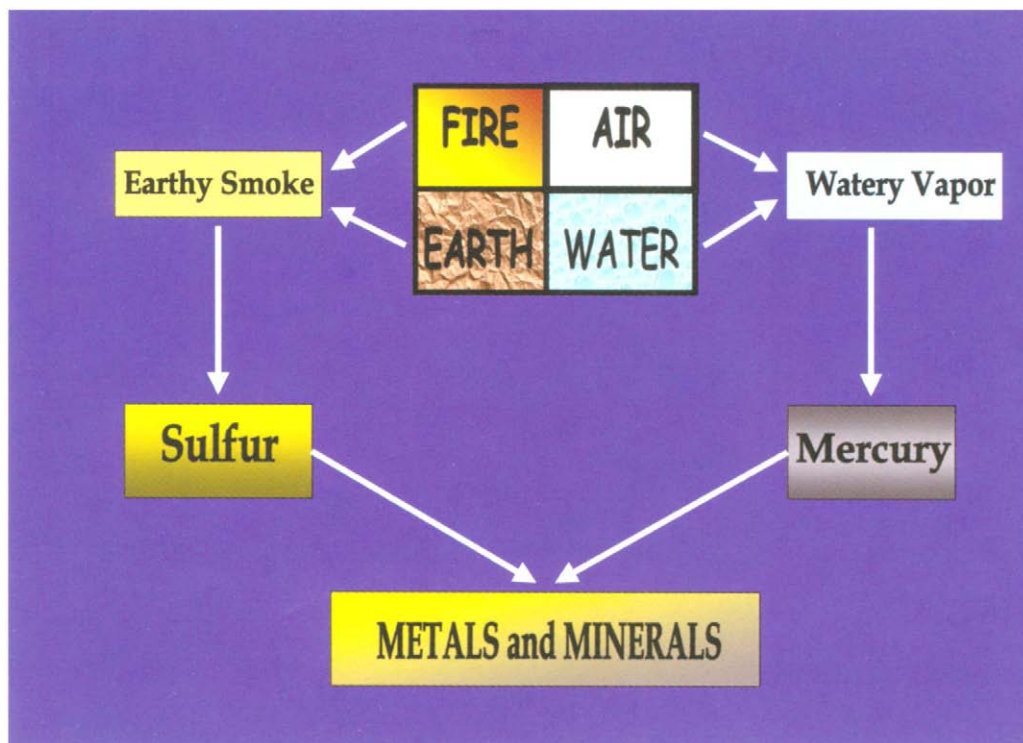 FIRE AIR
Earthy Smoke
Watery Vapor
EARTH WATER
Sulfur
Mercury
METALS and MINERALS